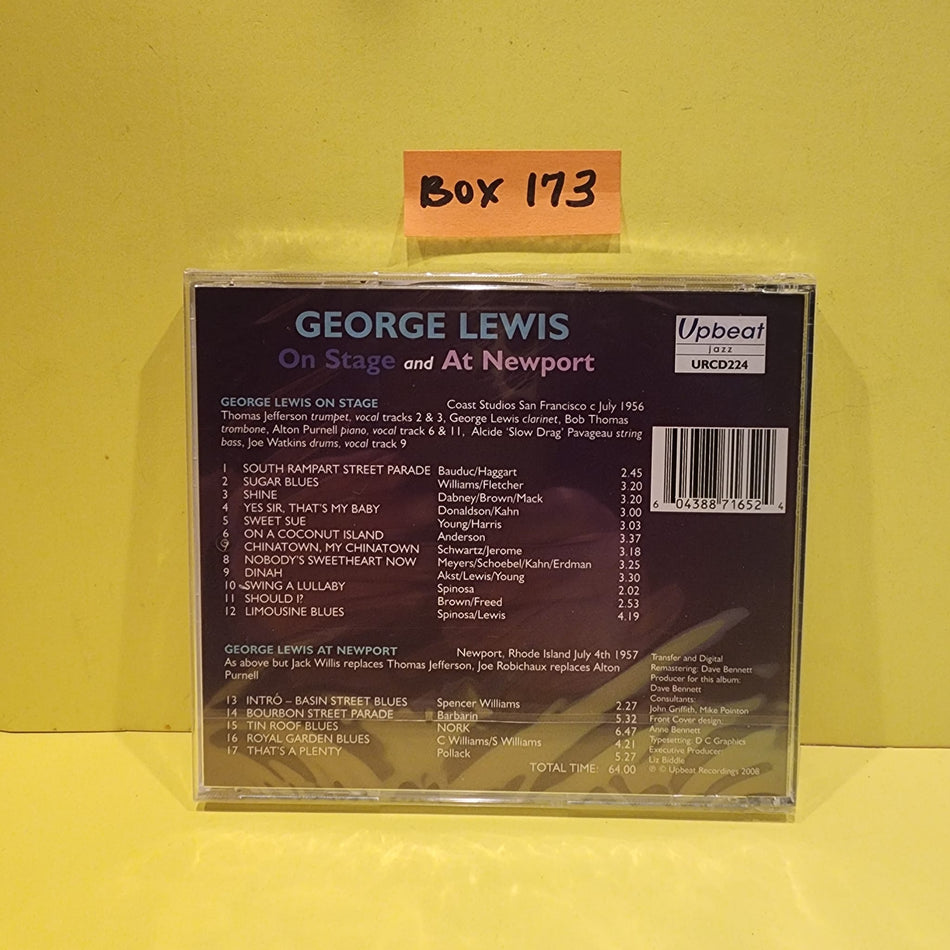 BOX 173
GEORGE LEWIS
On Stage and At Newport
Upbeat
jazz
URCD224
GEORGE LEWIS ON STAGE Coast Studios San Francisco c July 1956
Thomas Jefferson trumpet, vocal tracks 2 & 3, George Lewis clarinet, Bob Thomas
trombone, Alton Purnell piano, vocal track 6 & 11, Alcide 'Slow Drag' Pavageau string
bass, Joe Watkins drums, vocal track 9
1 SOUTH RAMPART STREET PARADE Bauduc/Haggart 2.45
2 SUGAR BLUES Williams/Fletcher 3.20
3 SHINE Dabney/Brown/Mack 3.20
4 YES SIR, THAT'S MY BABY Donaldson/Kahn 3.00
5 SWEET SUE Young/Harris 3.03
6 ON A COCONUT ISLAND Anderson 3.37
7 CHINATOWN, MY CHINATOWN Schwartz/Jerome 3.18
8 NOBODY'S SWEETHEART NOW Meyers/Schoebel/Kahn/Erdman 3.25
9 DINAH Akst/Lewis/Young 3.30
10 SWING A LULLABY Spinosa 2.02
11 SHOULD I? Brown/Freed 2.53
12 LIMOUSINE BLUES Spinosa/Lewis 4.19
6 04388 71652 4
GEORGE LEWIS AT NEWPORT Newport, Rhode Island July 4th 1957
As above but Jack Willis replaces Thomas Jefferson, Joe Robichaux replaces Alton
Purnell
13 INTRO – BASIN STREET BLUES Spencer Williams 2.27
14 BOURBON STREET PARADE Barbarin 5.32
15 TIN ROOF BLUES NORK 6.47
16 ROYAL GARDEN BLUES C Williams/S Williams 4.21
17 THAT'S A PLENTY Pollack 5.27
TOTAL TIME: 64.00
Transfer and Digital
Remastering: Dave Bennett
Producer for this album:
Dave Bennett
Consultants:
John Griffith, Mike Pointon
Front Cover design:
Anne Bennett
Typesetting: D C Graphics
Executive Producer:
Liz Biddle
℗ © Upbeat Recordings 2008